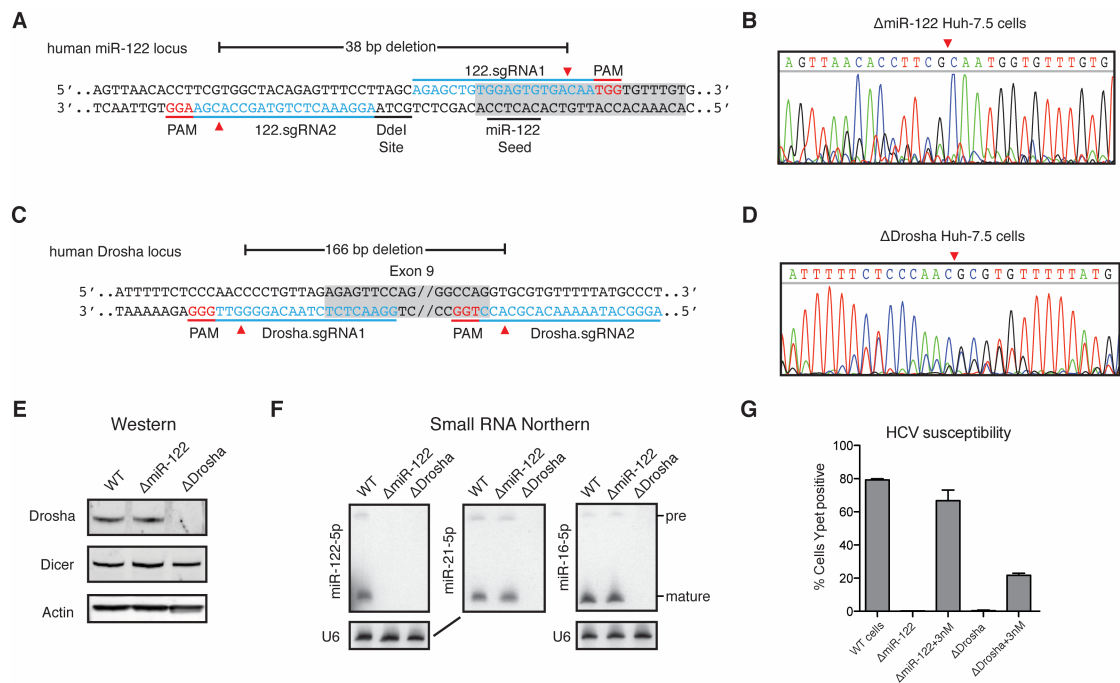 A
human miR-122 locus
38 bp deletion
122.sgRNA1
PAM
5'..AGTTAACACCTTCGTGGCTACAGAGTTTCCTTAGCAGAGCTGTGGAGTGTGACAATGGTGTTTGTG..3'
3'..TCAATTGTGGAAGCACCGATGTCTCAAAGGAATCGTCTCGACACCTCACACTGTTACCACAAACAC..5'
PAM
122.sgRNA2
DdeI
Site
miR-122
Seed
B
ΔmiR-122 Huh-7.5 cells
AGTTAACACCTTCGCAATGGTGTTTGTG
C
human Drosha locus
166 bp deletion
Exon 9
5'..ATTTTTCTCCCAACCCCTGTTAGAGAGTTCCAG//GGCCAGGTGCGTGTTTTTATGCCCT..3'
3'..TAAAAAGAGGGTTGGGGACAATCTCTCAAGGTC//CCGGTCCACGCACAAAAATACGGGA..5'
PAM
Drosha.sgRNA1
PAM
Drosha.sgRNA2
D
ΔDrosha Huh-7.5 cells
ATTTTTCTCCCAACGCGTGTTTTTATG
E
Western
WT
ΔmiR-122
ΔDrosha
Drosha
Dicer
Actin
F
Small RNA Northern
WT
ΔmiR-122
ΔDrosha
WT
ΔmiR-122
ΔDrosha
WT
ΔmiR-122
ΔDrosha
miR-122-5p
miR-21-5p
miR-16-5p
pre
mature
U6
U6
G
HCV susceptibility
% Cells Ypet positive
100
80
60
40
20
0
WT cells
ΔmiR-122
ΔmiR-122+3nM
ΔDrosha
ΔDrosha+3nM